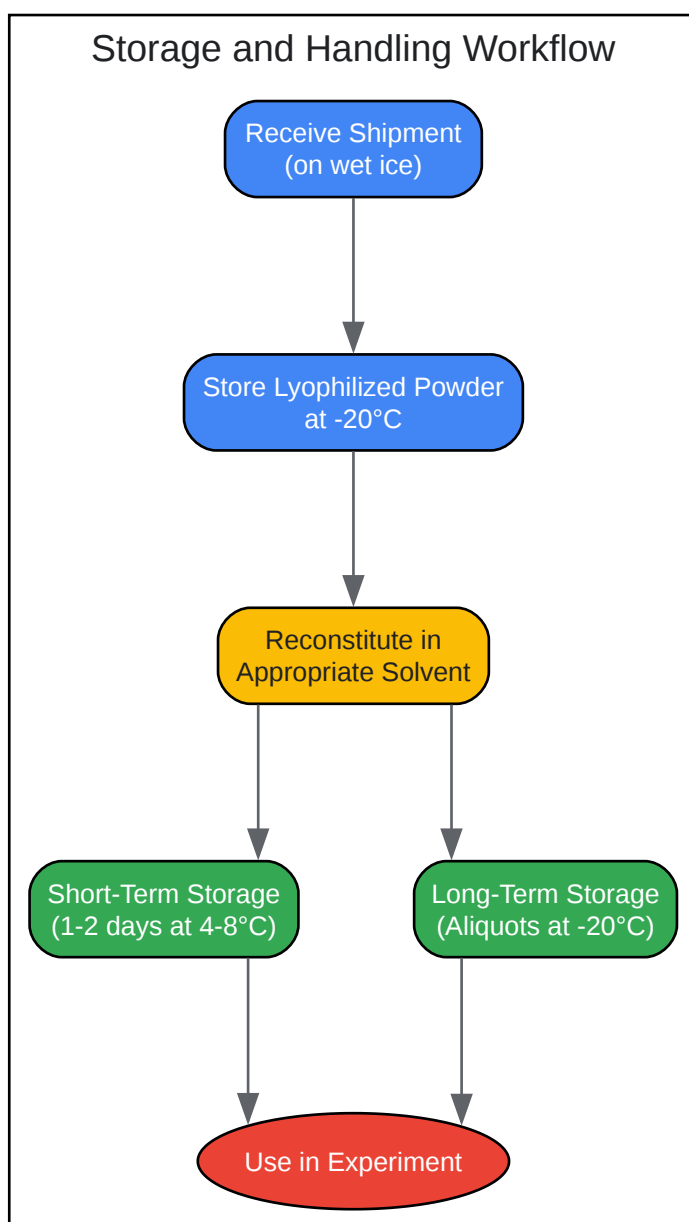 Storage and Handling Workflow
Receive Shipment
(on wet ice)
Store Lyophilized Powder
at -20°C
Reconstitute in
Appropriate Solvent
Short-Term Storage
(1-2 days at 4-8°C)
Long-Term Storage
(Aliquots at -20°C)
Use in Experiment